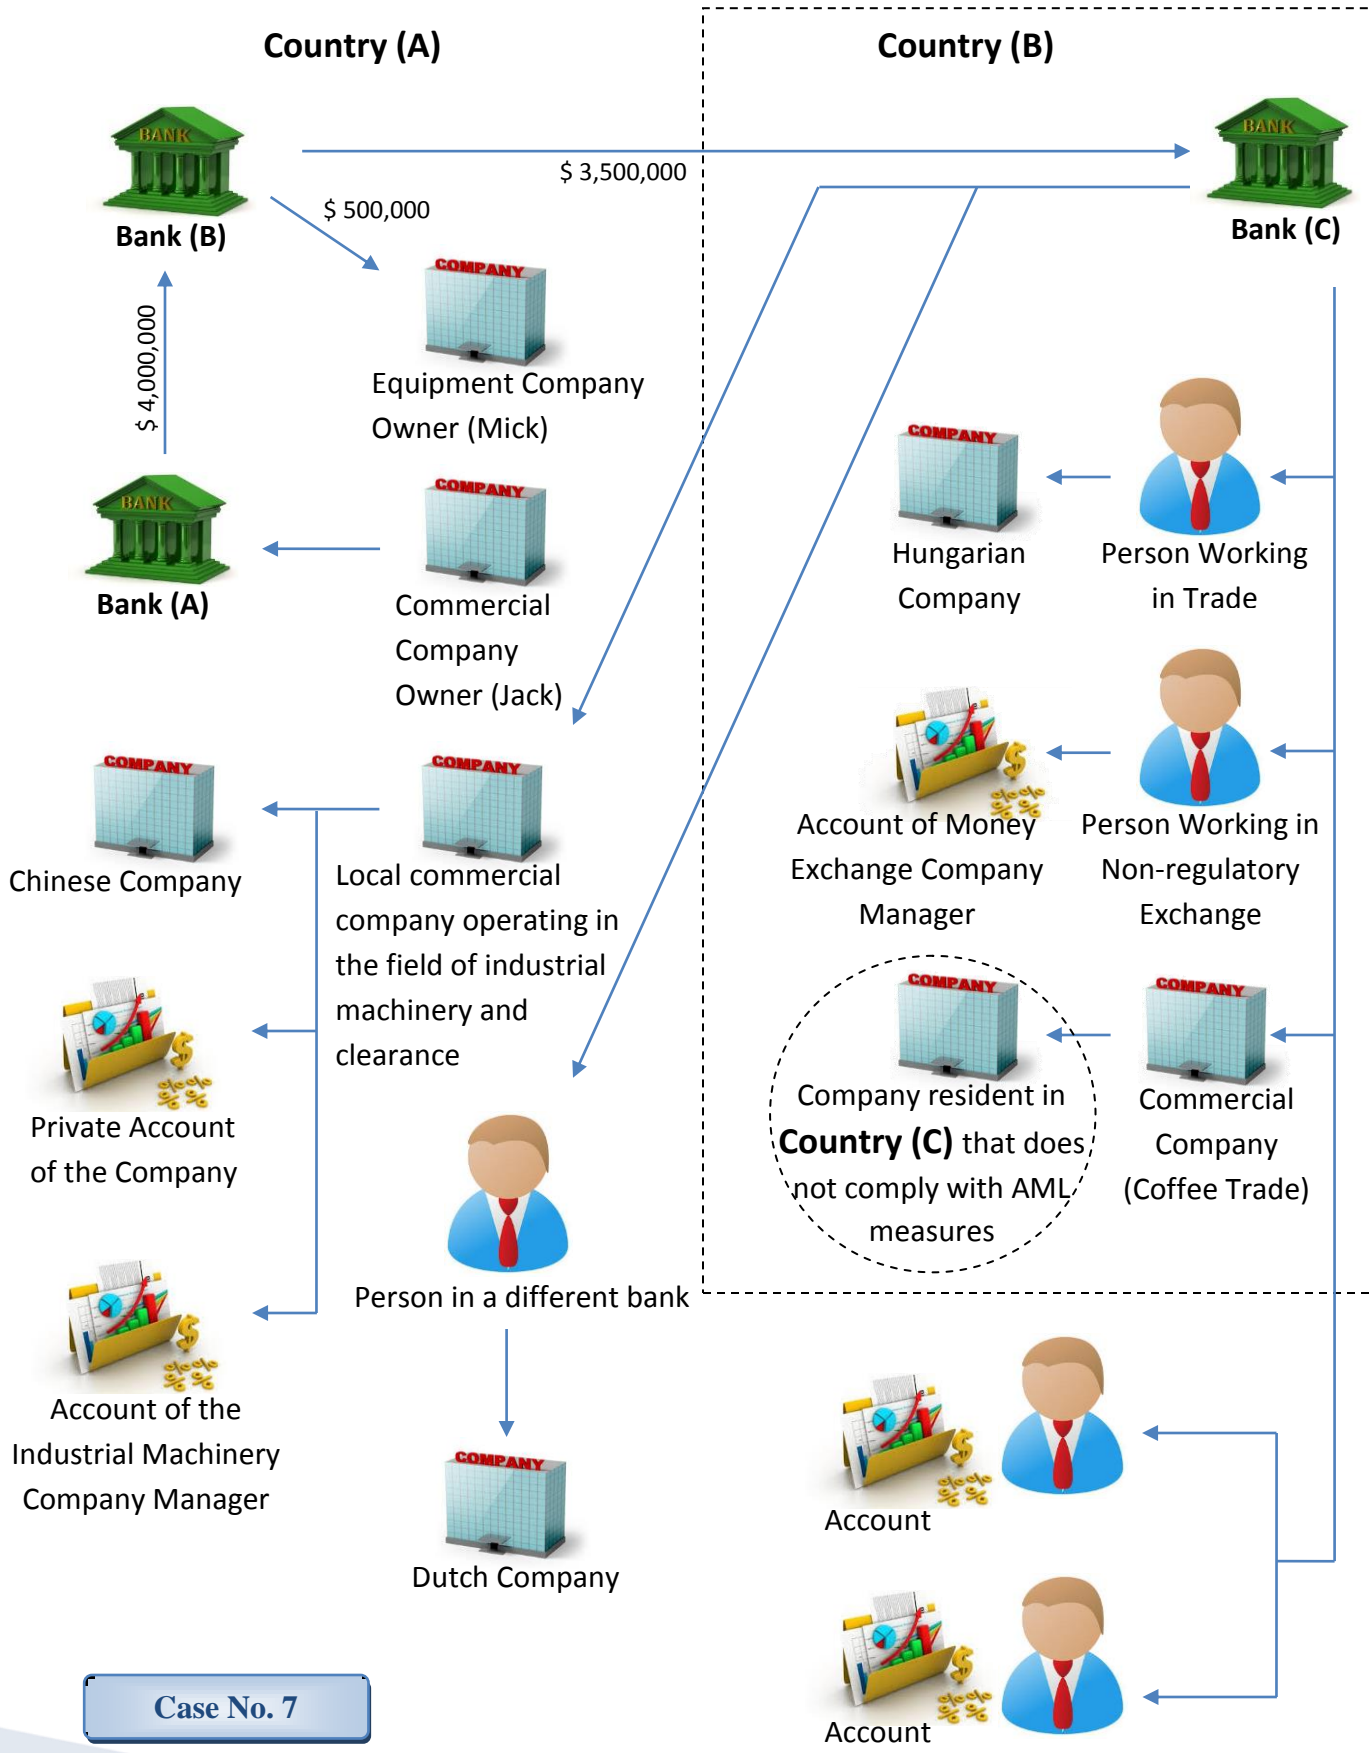 Country (A)
Country (B)
BANK
Bank (B)
$ 3,500,000
BANK
Bank (C)
$ 500,000
COMPANY
Equipment Company
Owner (Mick)
$ 4,000,000
BANK
Bank (A)
COMPANY
Commercial
Company
Owner (Jack)
COMPANY
Hungarian
Company
Person Working
in Trade
$
%%%
%%
Account of Money
Exchange Company
Manager
Person Working in
Non-regulatory
Exchange
COMPANY
Chinese Company
COMPANY
Local commercial
company operating in
the field of industrial
machinery and
clearance
COMPANY
Company resident in
Country (C) that does
not comply with AML
measures
COMPANY
Commercial
Company
(Coffee Trade)
$
%%%
%%
Private Account
of the Company
Person in a different bank
$
%%%
%%
Account of the
Industrial Machinery
Company Manager
COMPANY
Dutch Company
$
%%%
%%
Account
$
%%%
%%
Account
Case No. 7